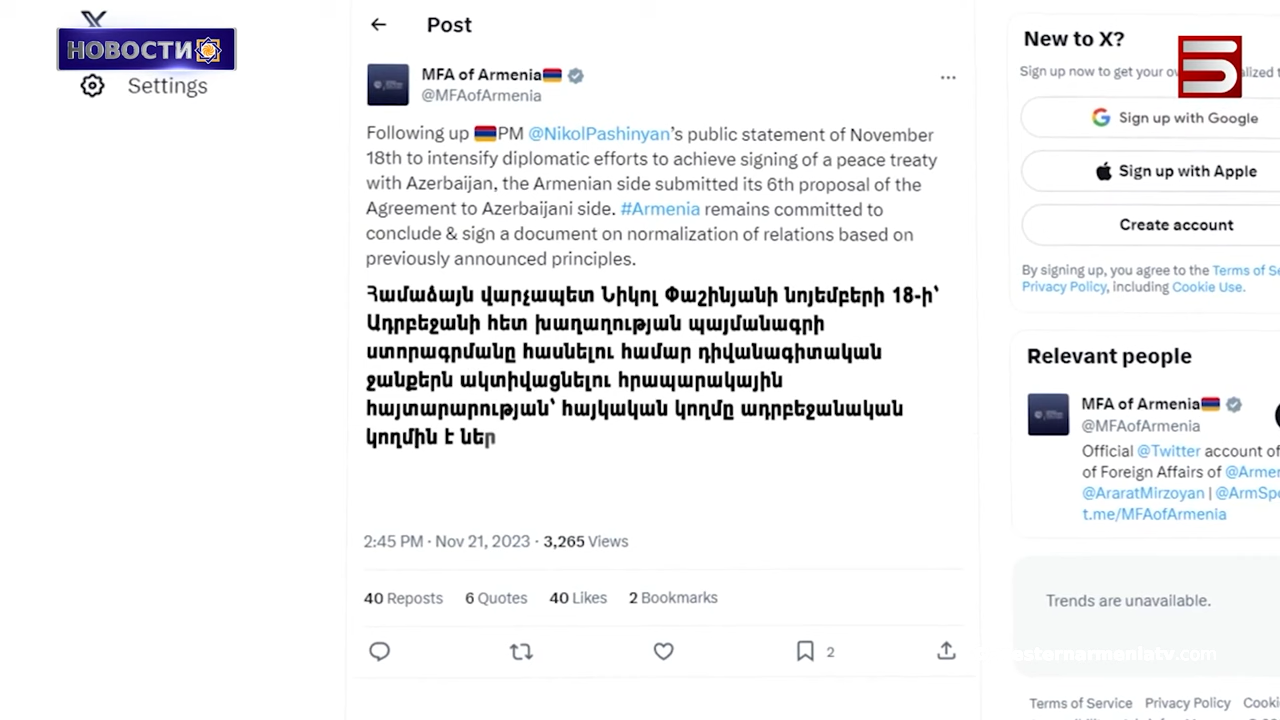 НОВОСТИ
Settings
Post
MFA of Armenia
@MFAofArmenia
Following up PM @NikolPashinyan's public statement of November
18th to intensify diplomatic efforts to achieve signing of a peace treaty
with Azerbaijan, the Armenian side submitted its 6th proposal of the
Agreement to Azerbaijani side. #Armenia remains committed to
conclude & sign a document on normalization of relations based on
previously announced principles.
Համաձայն վարչապետ Նիկոլ Փաշինյանի նոյեմբերի 18-ի՝
Ադրբեջանի հետ խաղաղության պայմանագրի
ստորագրմանը հասնելու համար դիվանագիտական
ջանքերն ակտիվացնելու հրապարակային
հայտարարության՝ հայկական կողմը ադրբեջանական
կողմին է ներ
2:45 PM · Nov 21, 2023 · 3,265 Views
40 Reposts 6 Quotes 40 Likes 2 Bookmarks
2
New to X?
Sign up now to get your
Sign up with Google
Sign up with Apple
Create account
By signing up, you agree to the Terms of
Privacy Policy, including Cookie Use.
Relevant people
MFA of Armenia
@MFAofArmenia
Official @Twitter account of
of Foreign Affairs of
@AraratMirzoyan |
t.me/MFAofArmenia
Trends are unavailable.
Terms of Service Privacy Policy